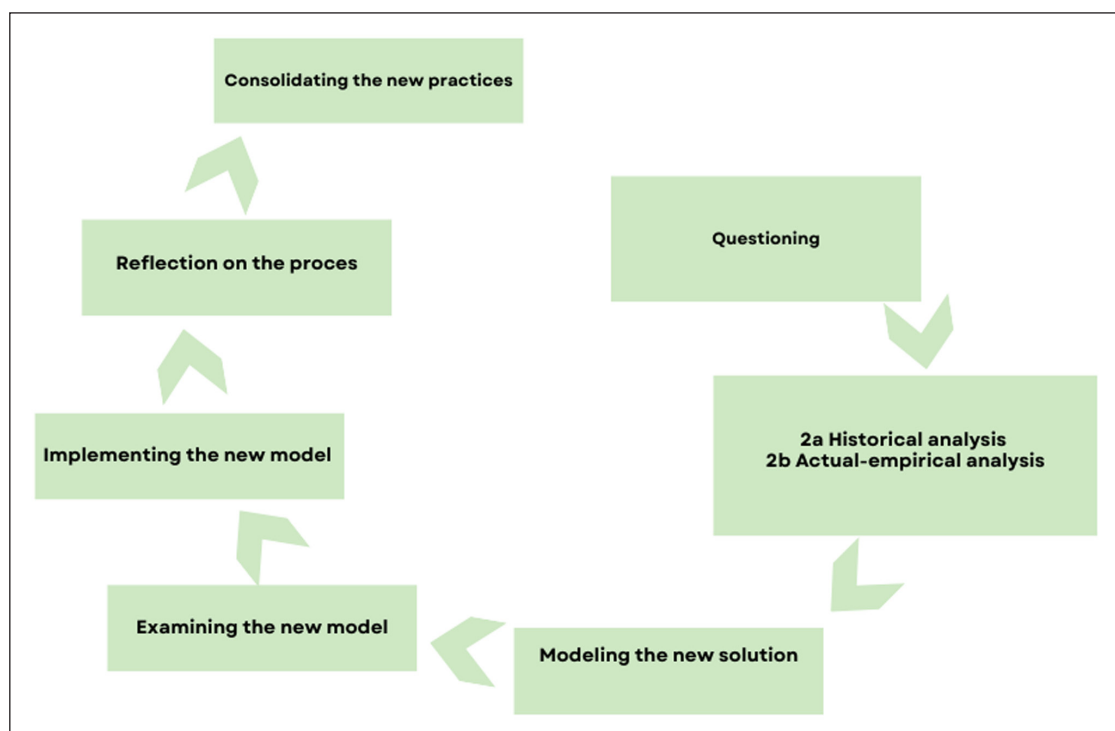 Consolidating the new practices
Questioning
Reflection on the proces
2a Historical analysis
2b Actual-empirical analysis
Implementing the new model
Examining the new model
Modeling the new solution